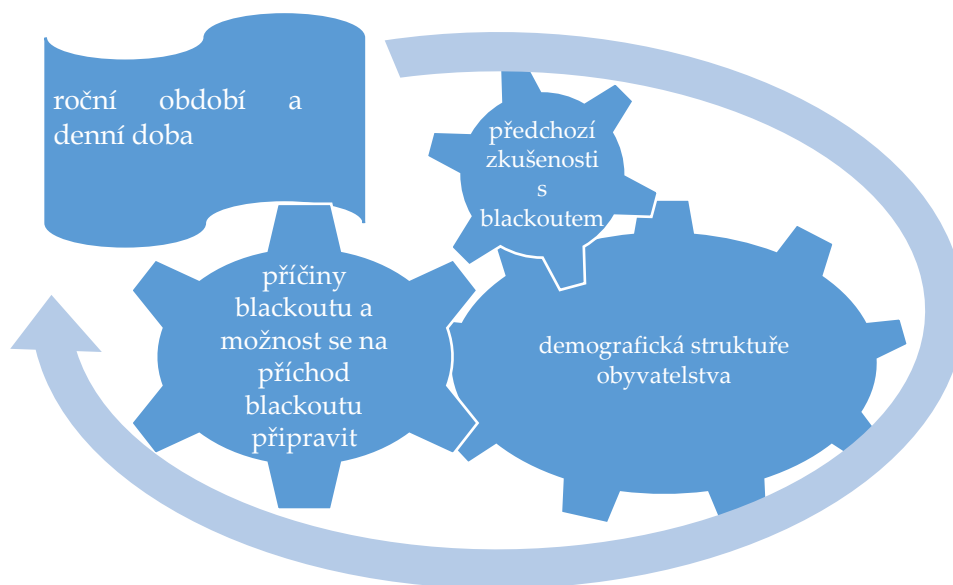 roční období a
denní doba
předchozí
zkušenosti
s
blackoutem
příčiny
blackoutu a
možnost se na
příchod
blackoutu
připravit
demografická struktuře
obyvatelstva